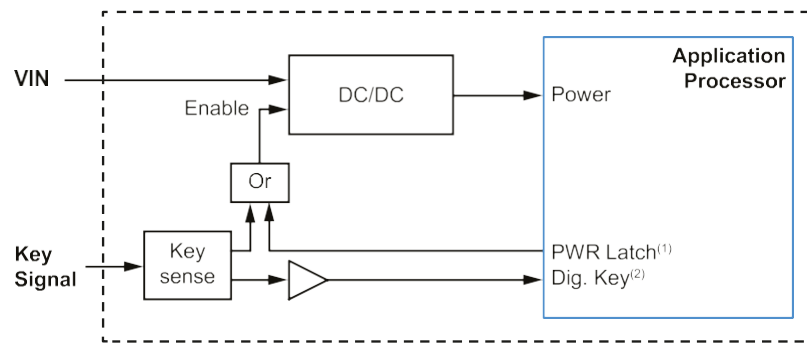 Application
Processor
VIN
DC/DC
Power
Enable
Or
Key
Signal
Key
sense
PWR Latch(1)
Dig. Key(2)